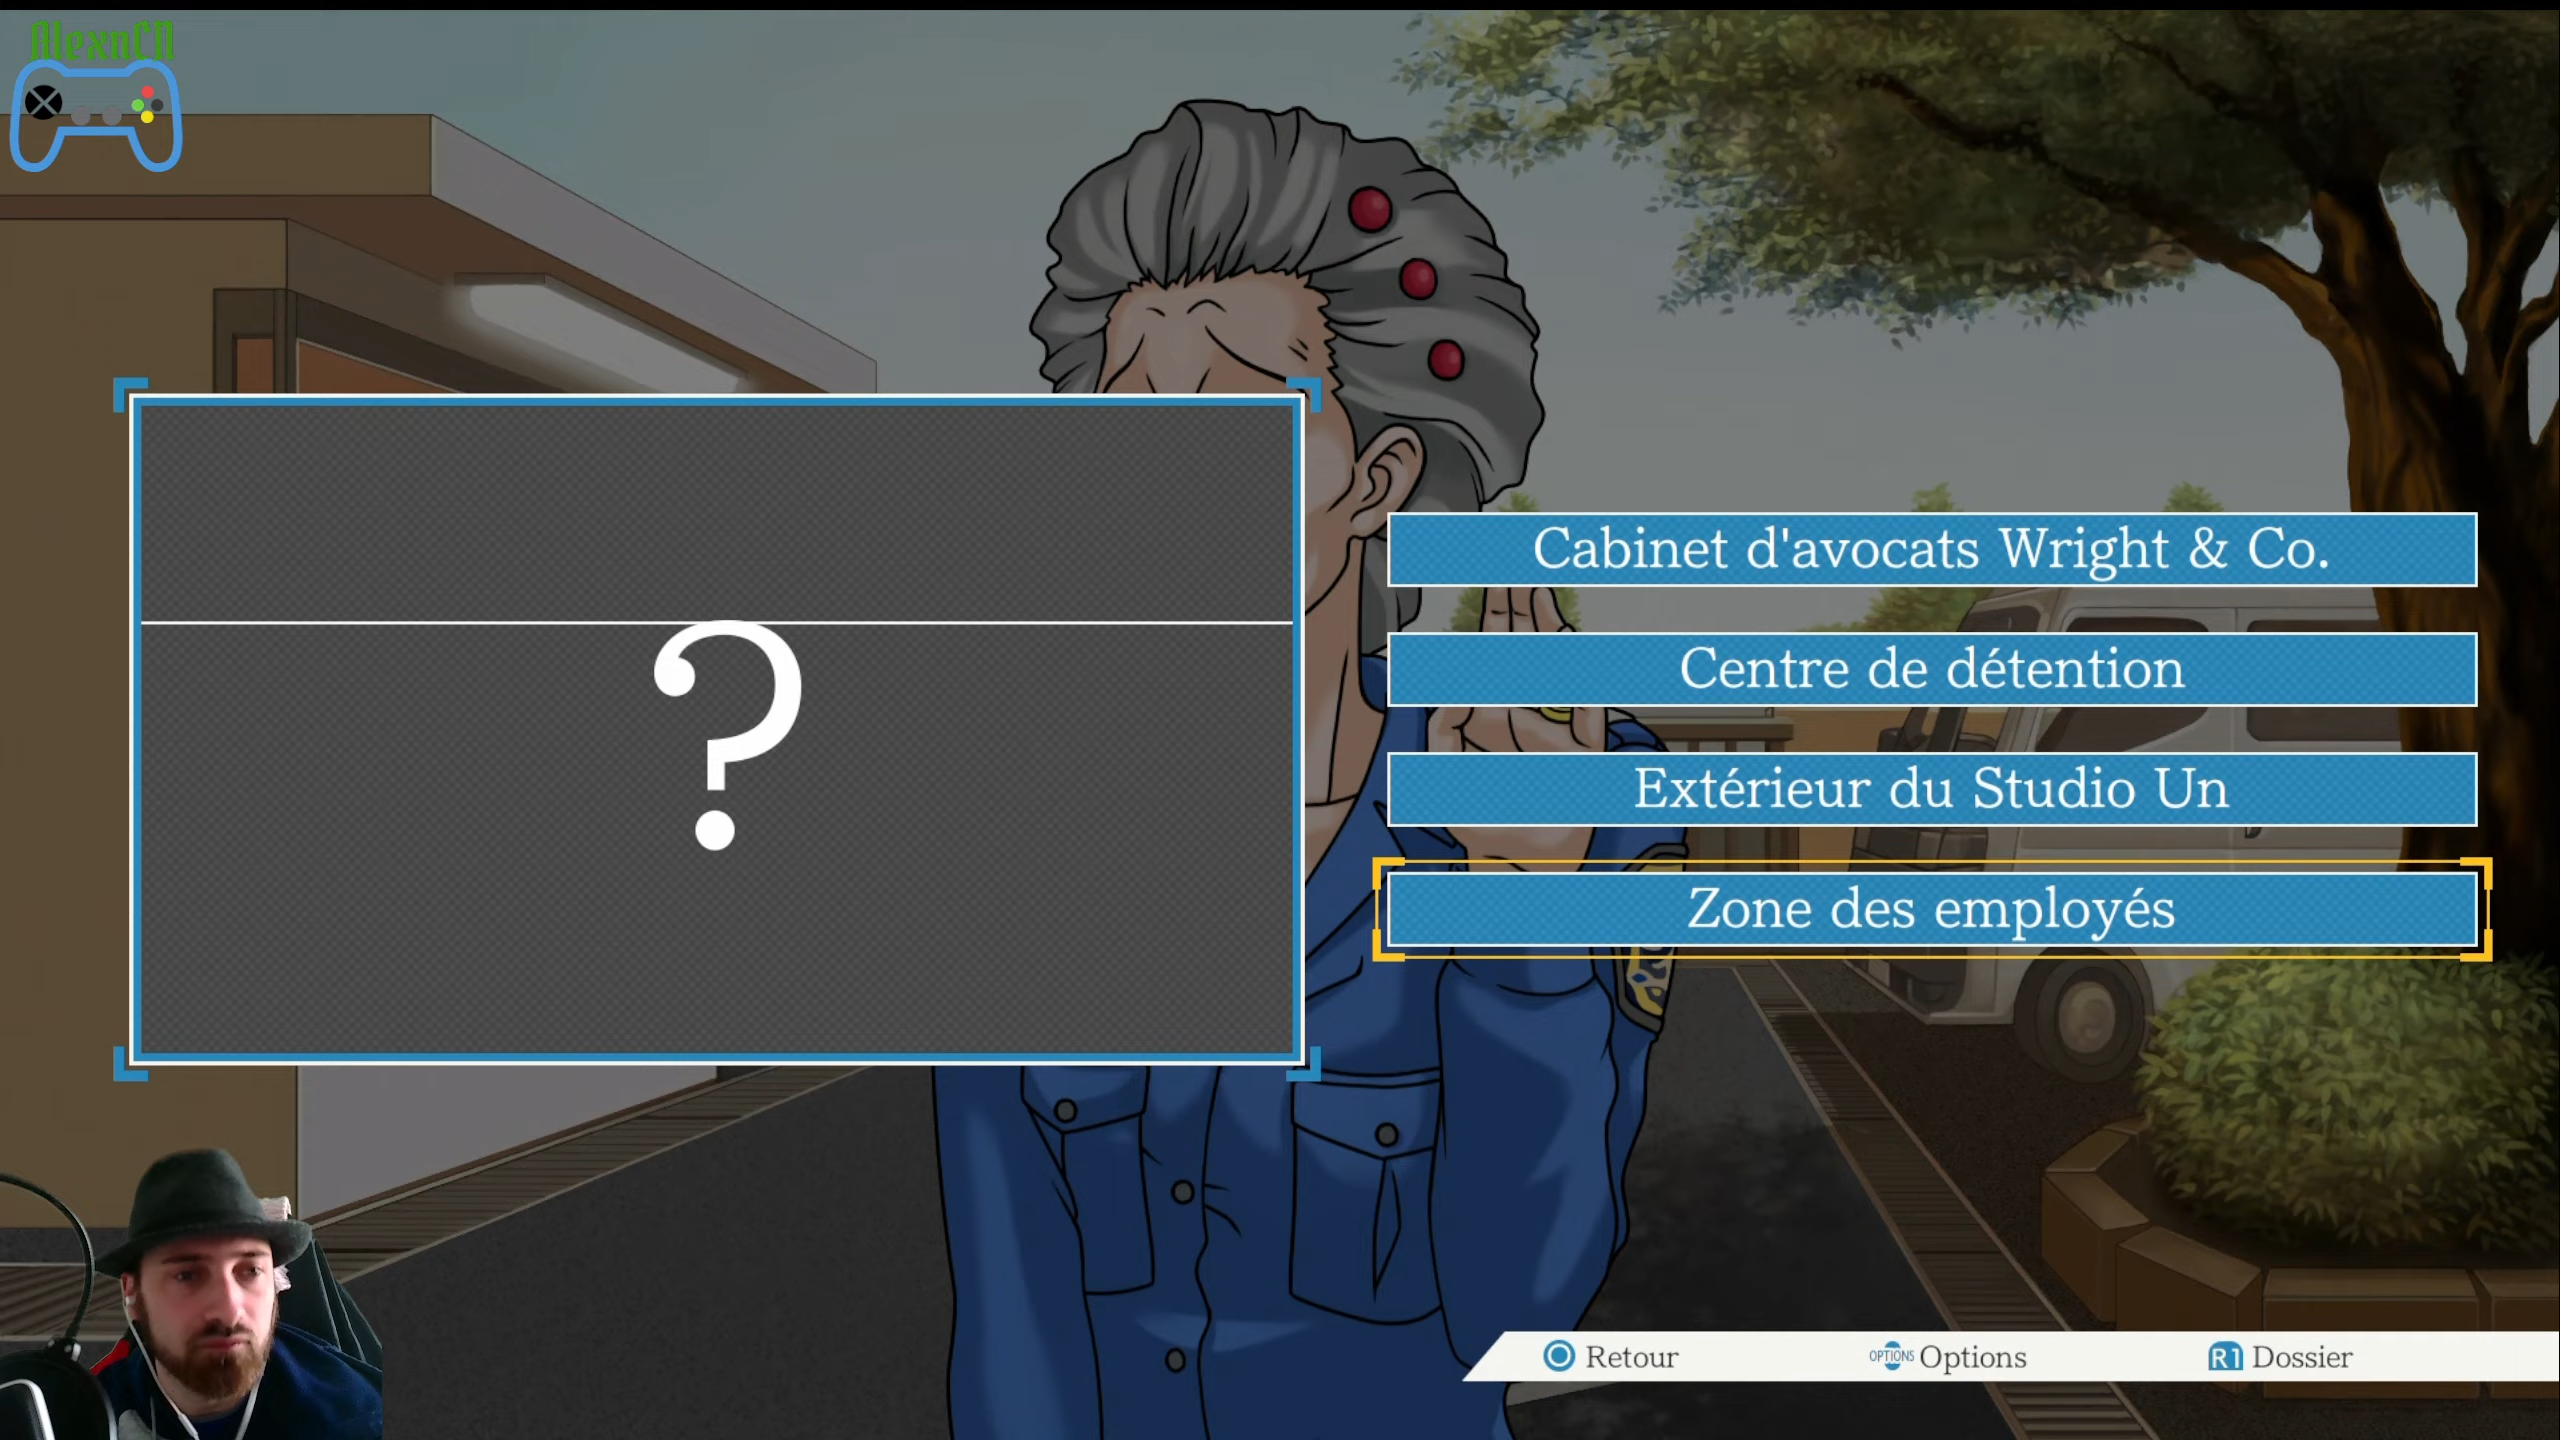 AlexnCR
?
Cabinet d'avocats Wright & Co.
Centre de détention
Extérieur du Studio Un
Zone des employés
Retour
OPTIONS Options
R1 Dossier